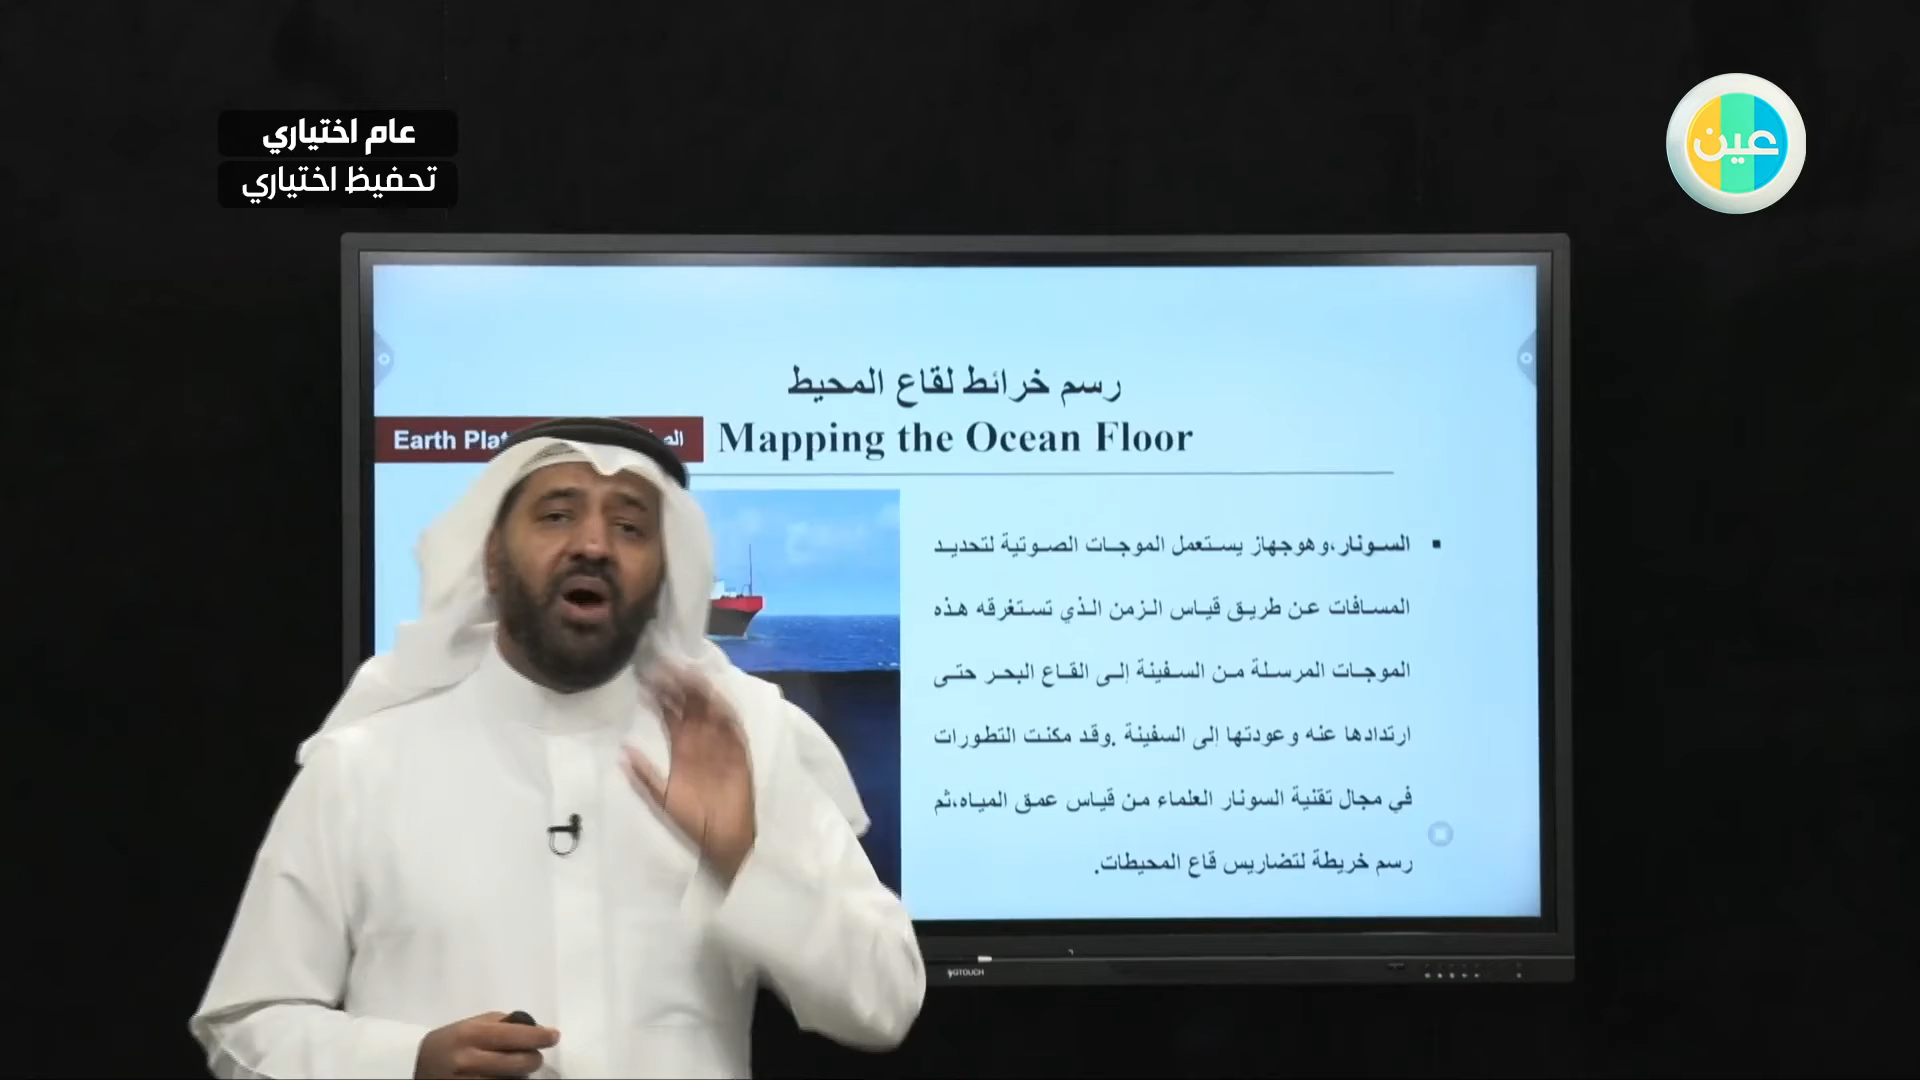 عام اختياري
تحفيظ اختياري
عين
رسم خرائط لقاع المحيط
Earth
Mapping the Ocean Floor
السونار،وهوجهاز يستعمل الموجات الصوتية لتحديد
المسافات عن طريق قياس الزمن الذي تستغرقه هذه
الموجات المرسلة من السفينة إلى القاع البحر حتى
ارتدادها عنه وعودتها إلى السفينة .وقد مكنت التطورات
في مجال تقنية السونار العلماء من قياس عمق المياه،ثم
رسم خريطة لتضاريس قاع المحيطات.